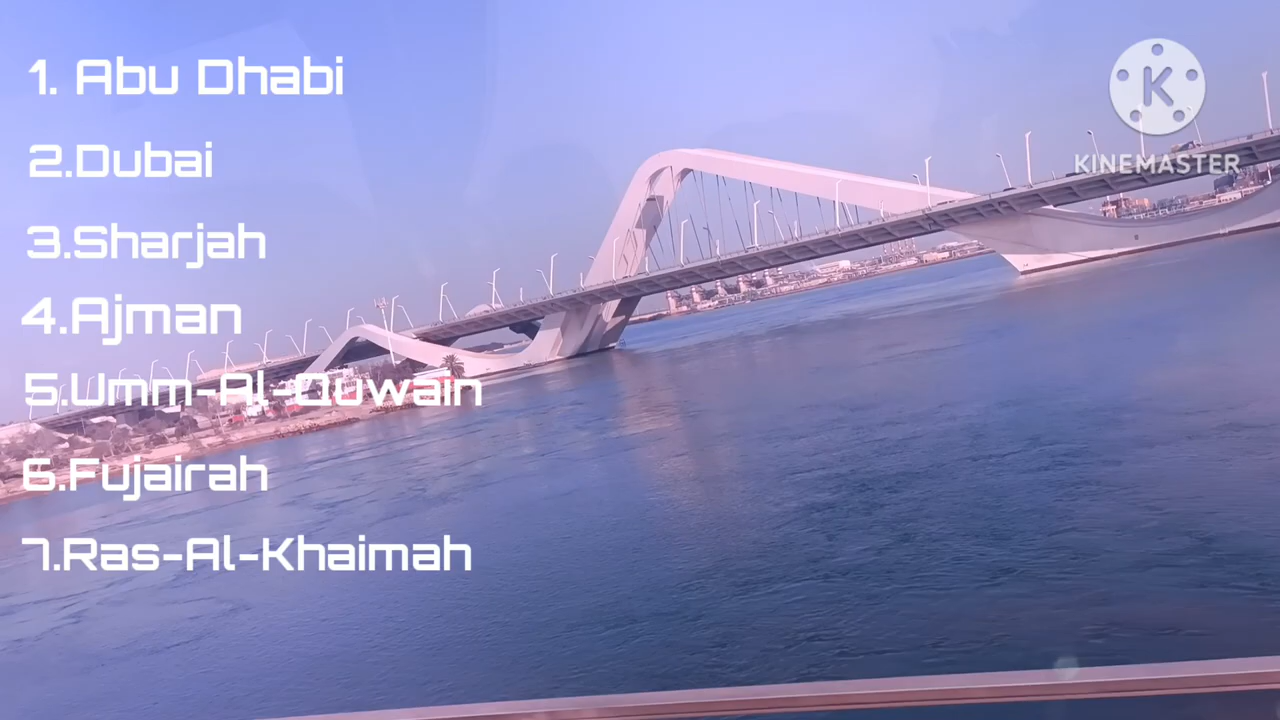 1. Abu Dhabi
2.Dubai
3.Sharjah
4.Ajman
5.Umm-Al-Quwain
6.Fujairah
7.Ras-Al-Khaimah
K
KINEMASTER